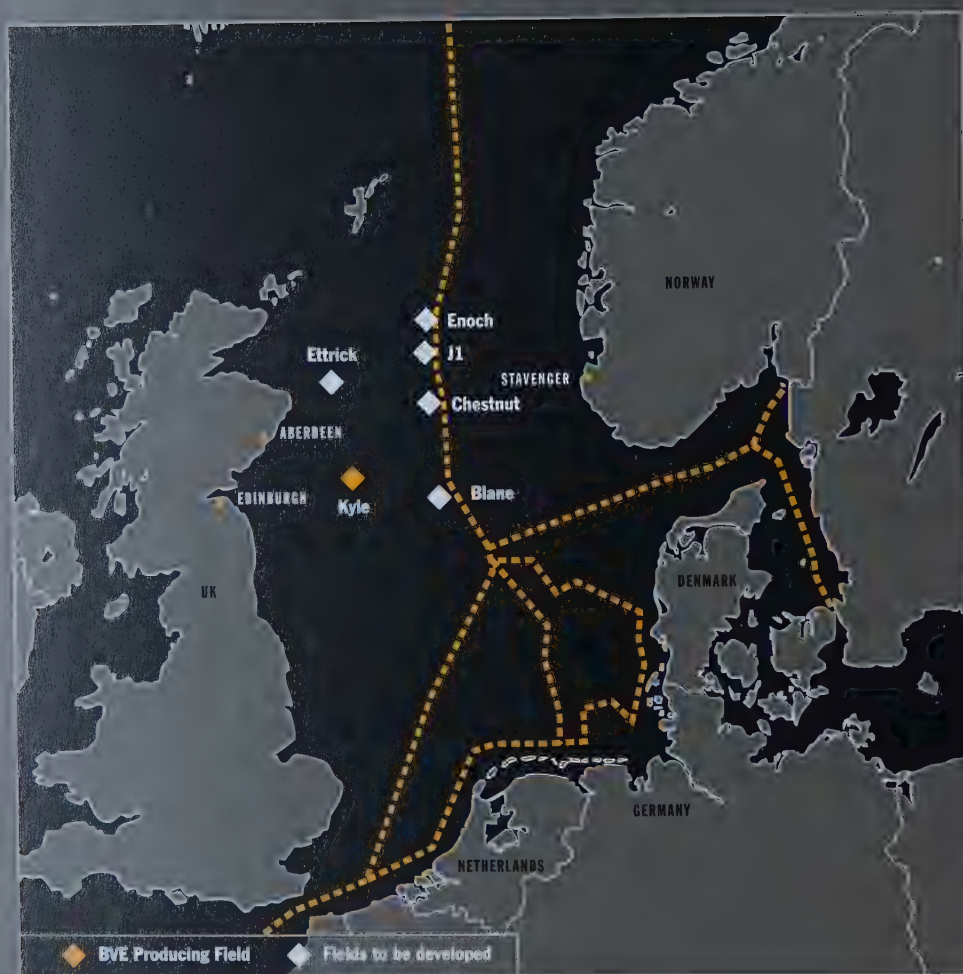 NORWAY
Enoch
J1
Ettrick
STAVENGER
Chestnut
ABERDEEN
Kyle
EDINBURGH
Blane
UK
DENMARK
GERMANY
NETHERLANDS
BVE Producing Field
Fields to be developed